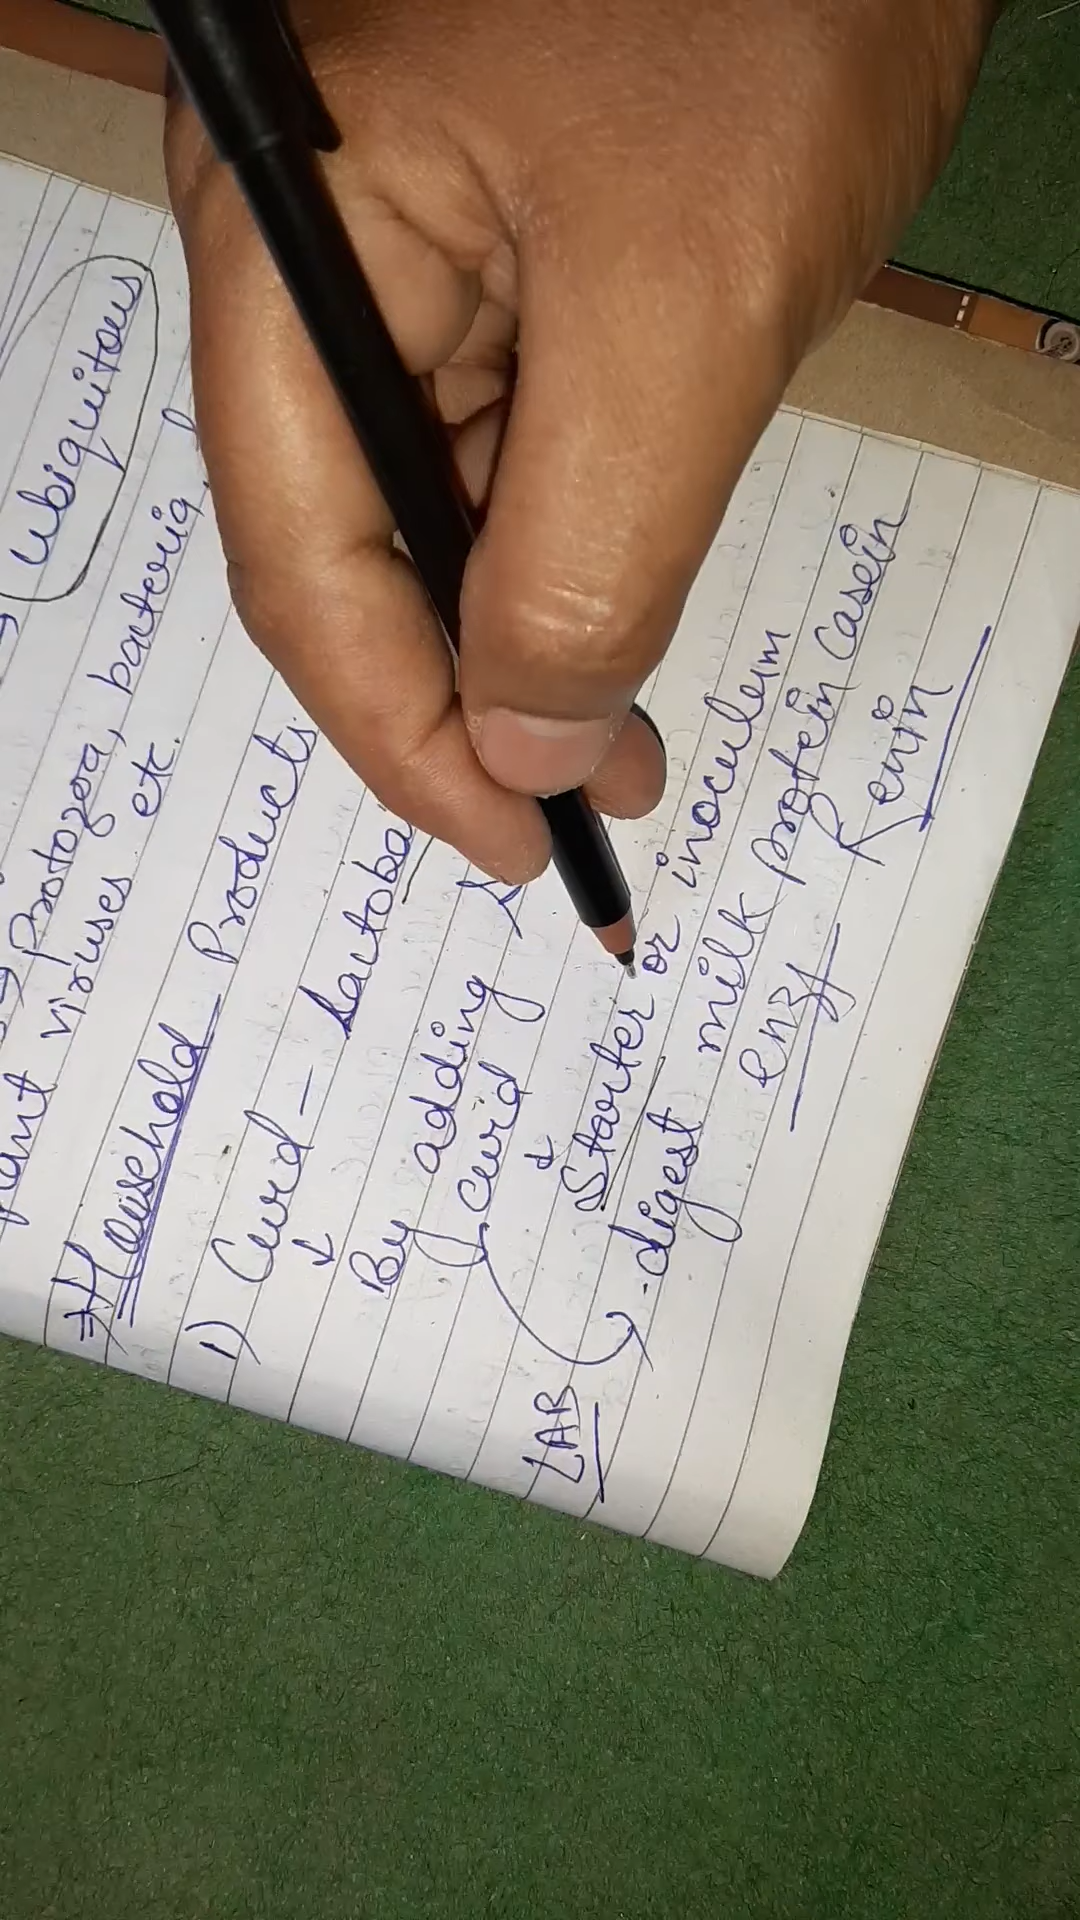 → Ubiquitous
→ Protozoa, bacteria,
plant viruses etc.
⇒ Household Products
1) Curd – Lactoba
↓
By adding
curd
↓
Starter or inoculum
LAB
- digest milk protein casein
enzy renin